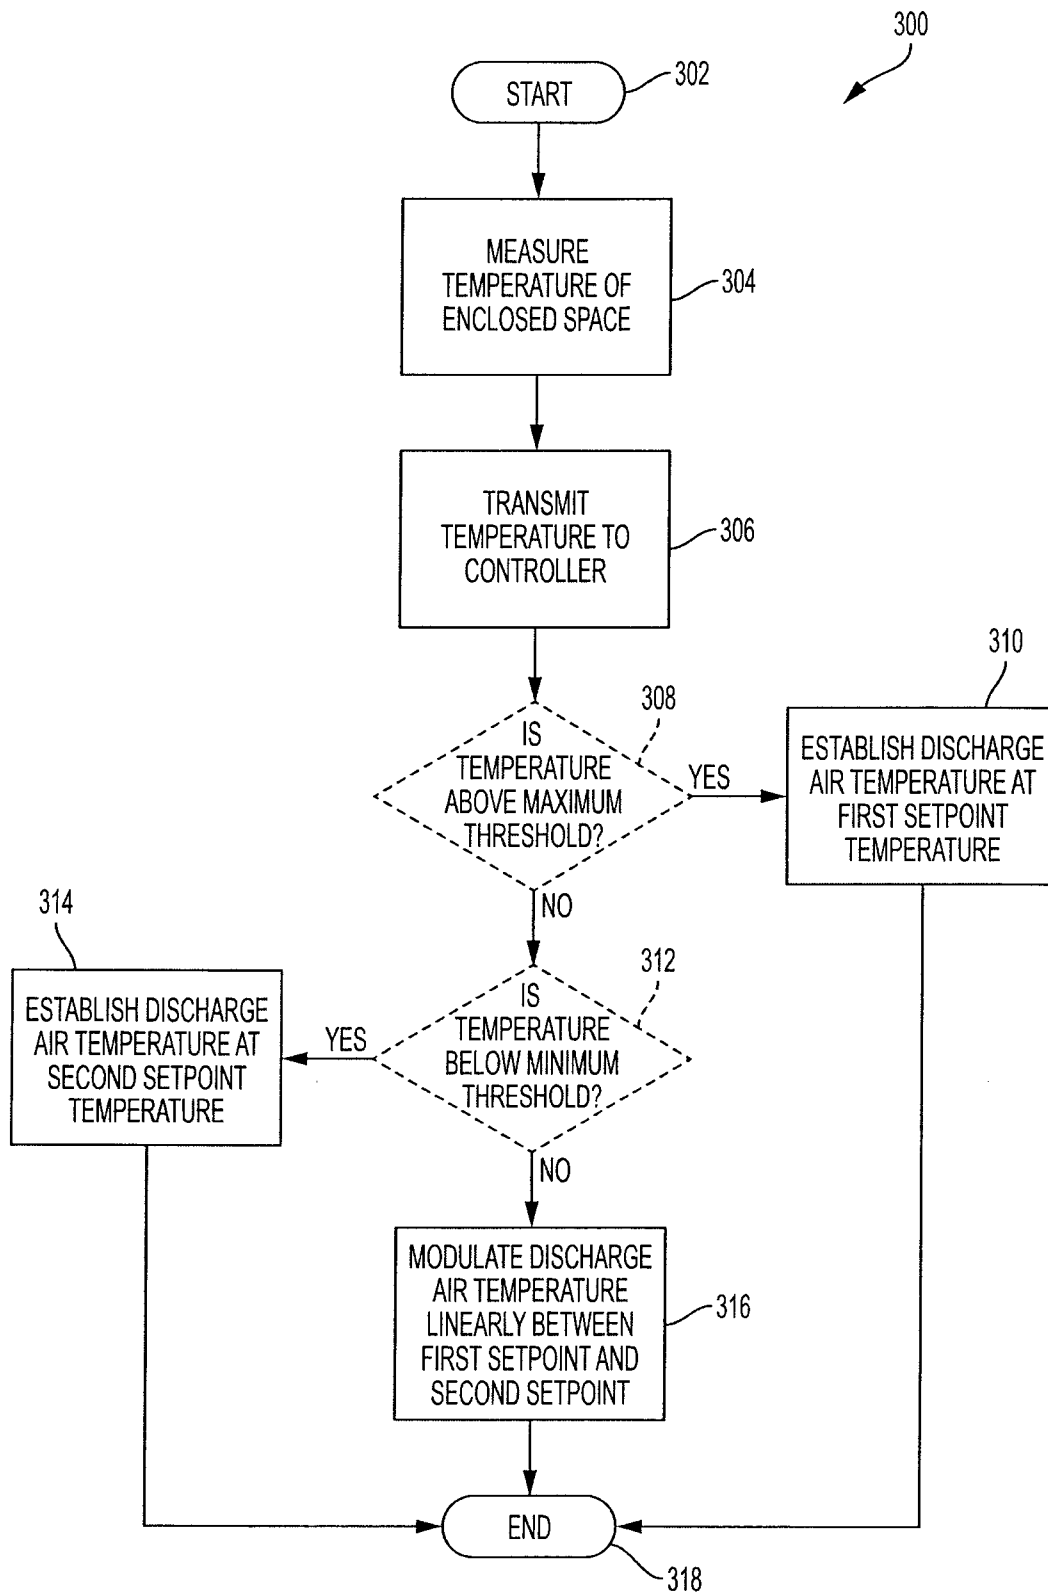 300
START
302
MEASURE
TEMPERATURE OF
ENCLOSED SPACE
304
TRANSMIT
TEMPERATURE TO
CONTROLLER
306
IS
TEMPERATURE
ABOVE MAXIMUM
THRESHOLD?
308
YES
310
ESTABLISH DISCHARGE
AIR TEMPERATURE AT
FIRST SETPOINT
TEMPERATURE
NO
312
IS
TEMPERATURE
BELOW MINIMUM
THRESHOLD?
YES
314
ESTABLISH DISCHARGE
AIR TEMPERATURE AT
SECOND SETPOINT
TEMPERATURE
NO
MODULATE DISCHARGE
AIR TEMPERATURE
LINEARLY BETWEEN
FIRST SETPOINT AND
SECOND SETPOINT
316
END
318